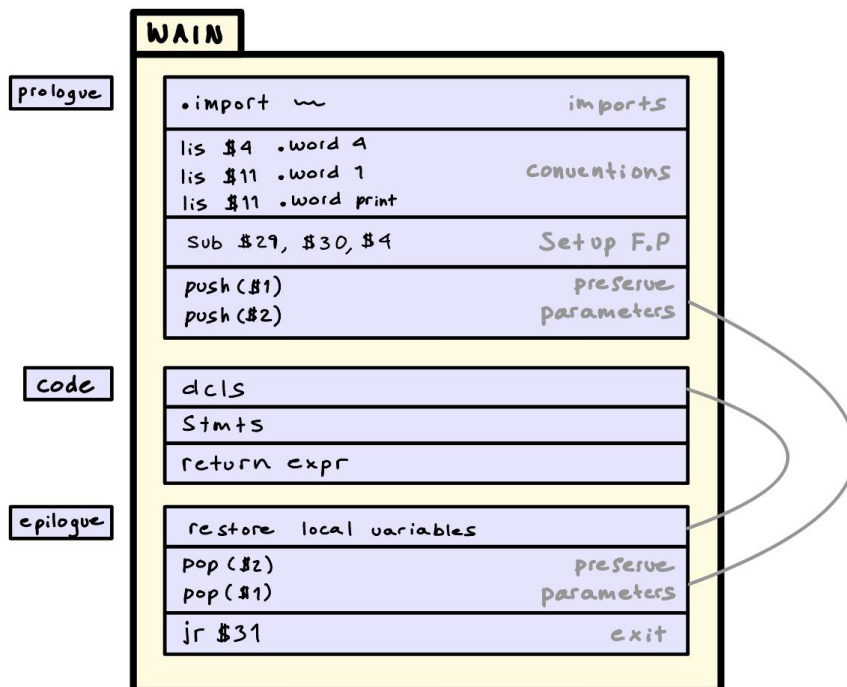 WAIN
prologue
.import imports
lis $4 .word 4
lis $11 .word 1
conventions
lis $11 .word print
sub $29, $30, $4 Setup F.P
push($1) preserve
push($2) parameters
code
dcls
Stmts
return expr
epilogue
restore local variables
pop($2) preserve
pop($1) parameters
jr $31 exit